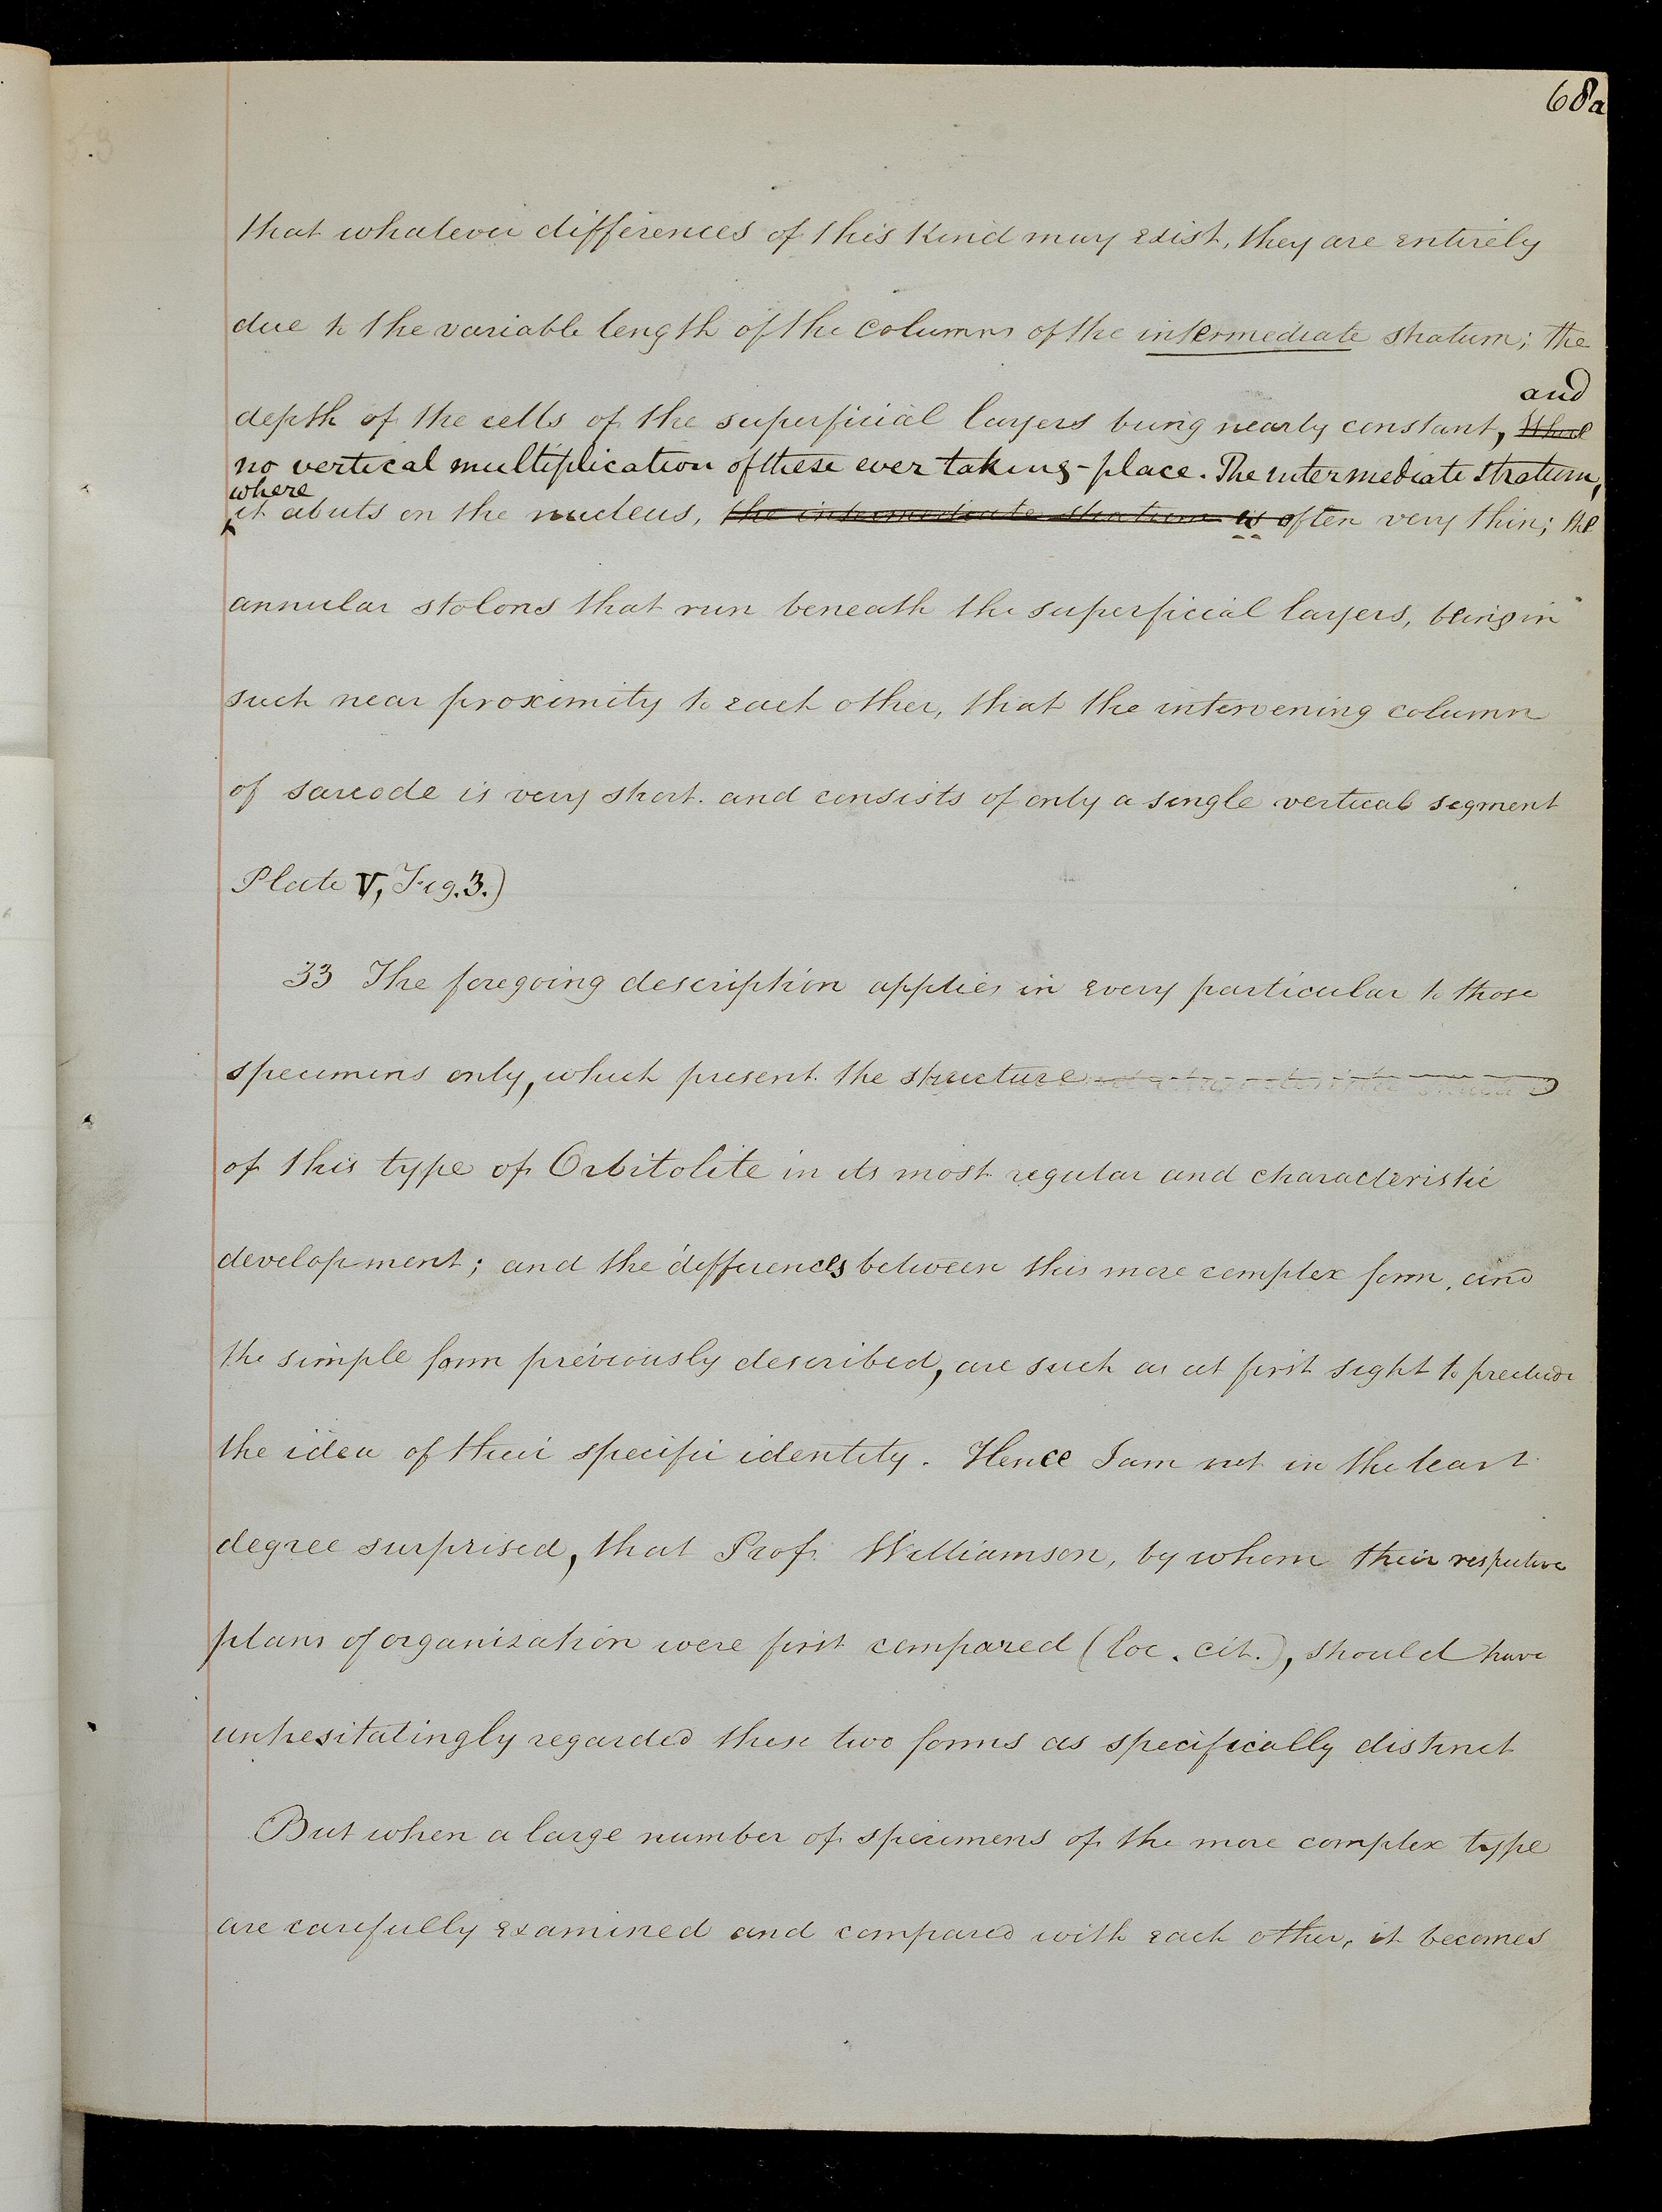 68a
that whatever differences of this kind may exist, they are entirely
due to the variable length of the columns of the intermediate stratum; the
and
depth of the cells of the superficial layers being nearly constant,
no vertical multiplication of these ever taking-place. The intermediate stratum,
where
it abuts on the nucleus, the intermediate stratum is often very thin; the
annular stolons that run beneath the superficial layers, being in
such near proximity to each other, that the intervening column
of sarcode is very short. and consists of only a single vertical segment
Plate V, Fig. 3.)
33 The foregoing description applies in every particular to those
specimens only, which present the structure
of this type of Orbitolite in its most regular and characteristic
development; and the differences between this more complex form, and
the simple form previously described, are such as at first sight to preclude
the idea of their specific identity. Hence I am not in the least
degree surprised, that Prof. Williamson, by whom their respective
plans of organization were first compared (loc. cit.), should have
unhesitatingly regarded these two forms as specifically distinct
But when a large number of specimens of the more complex type
are carefully examined and compared with each other, it becomes